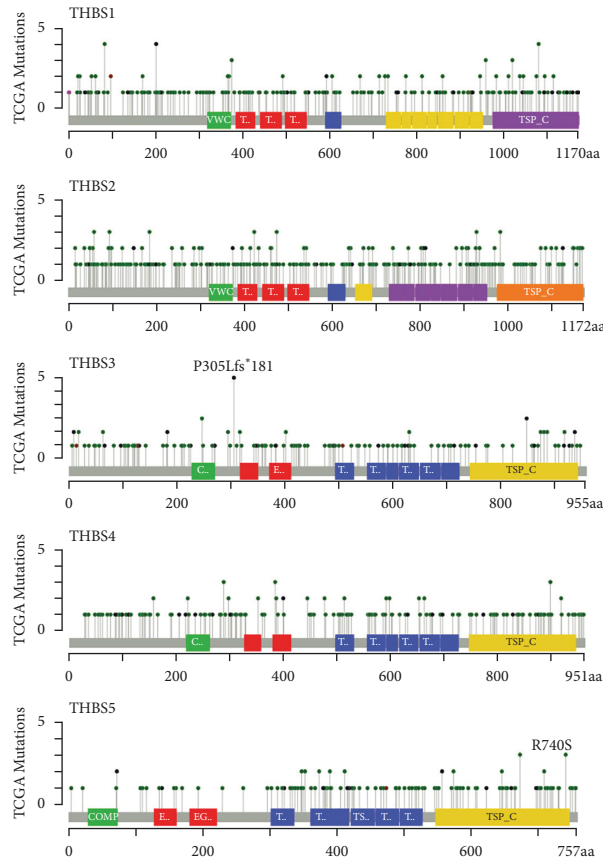 THBS1
TCGA Mutations
5
0
VWC T.. T.. T.. TSP_C
0 200 400 600 800 1000 1170aa
THBS2
TCGA Mutations
5
0
VWC T.. T.. T.. TSP_C
0 200 400 600 800 1000 1172aa
THBS3
P305Lfs*181
TCGA Mutations
5
0
C.. E.. T.. T.. T.. T.. TSP_C
0 200 400 600 800 955aa
THBS4
TCGA Mutations
5
0
C.. T.. T.. T.. T.. TSP_C
0 200 400 600 800 951aa
THBS5
R740S
TCGA Mutations
5
0
COMP E.. EG.. T.. T.. TS.. T.. T.. TSP_C
0 200 400 600 757aa